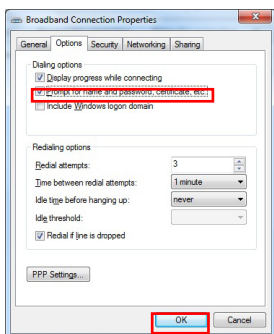 Broadband Connection Properties
General Options Security Networking Sharing
Dialing options
Display progress while connecting
Prompt for name and password, certificate, etc.
Include Windows logon domain
Redialing options
Redial attempts: 3
Time between redial attempts: 1 minute
Idle time before hanging up: never
Idle threshold:
Redial if line is dropped
PPP Settings...
OK Cancel